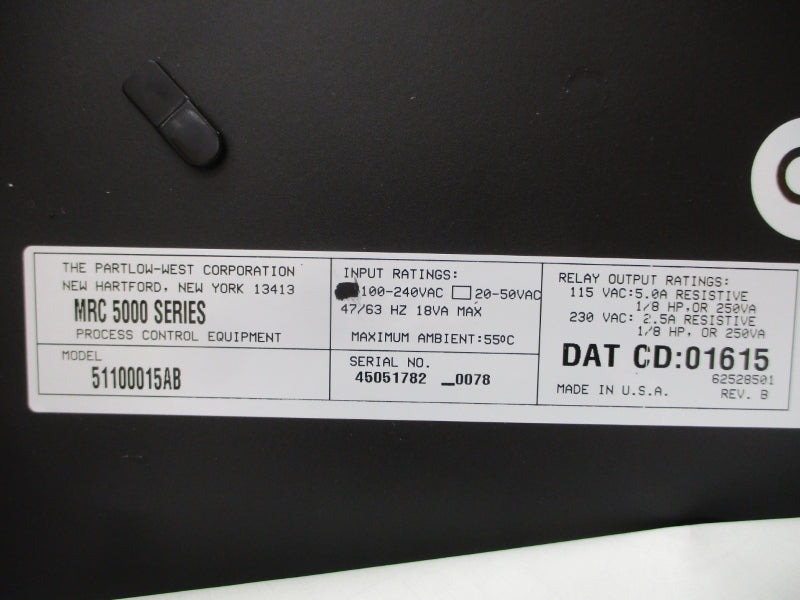 THE PARTLOW-WEST CORPORATION
NEW HARTFORD, NEW YORK 13413
MRC 5000 SERIES
PROCESS CONTROL EQUIPMENT
MODEL
51100015AB
INPUT RATINGS:
100-240VAC 20-50VAC
47/63 HZ 18VA MAX
MAXIMUM AMBIENT:55ºC
SERIAL NO.
45051782 _0078
RELAY OUTPUT RATINGS:
115 VAC:5.0A RESISTIVE
1/8 HP, OR 250VA
230 VAC: 2.5A RESISTIVE
1/8 HP, OR 250VA
DAT CD:01615
62528501
MADE IN U.S.A. REV. B